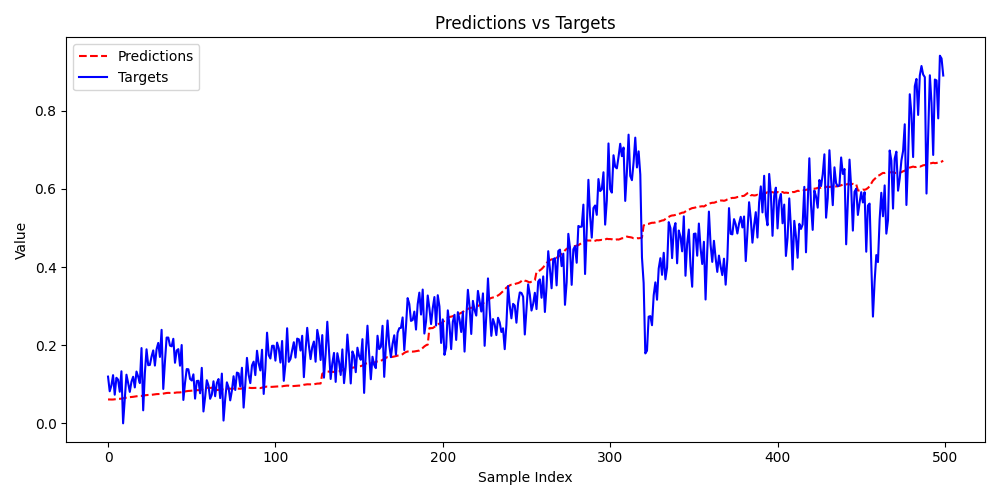 Predictions vs Targets
Predictions
Targets
Value
0.8
0.6
0.4
0.2
0.0
0 100 200 300 400 500
Sample Index